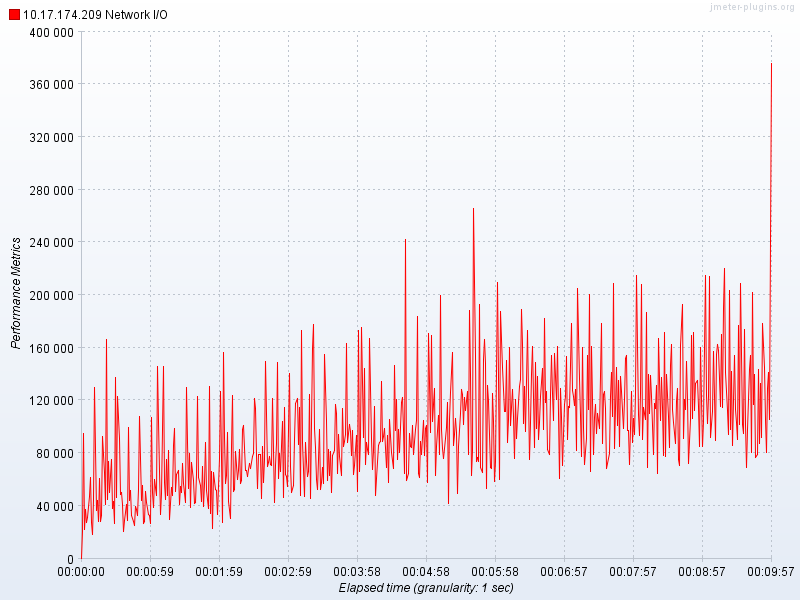 jmeter-plugins.org
10.17.174.209 Network I/O
400 000
360 000
320 000
280 000
240 000
200 000
160 000
120 000
80 000
40 000
0
Performance Metrics
00:00:00 00:00:59 00:01:59 00:02:59 00:03:58 00:04:58 00:05:58 00:06:57 00:07:57 00:08:57 00:09:57
Elapsed time (granularity: 1 sec)